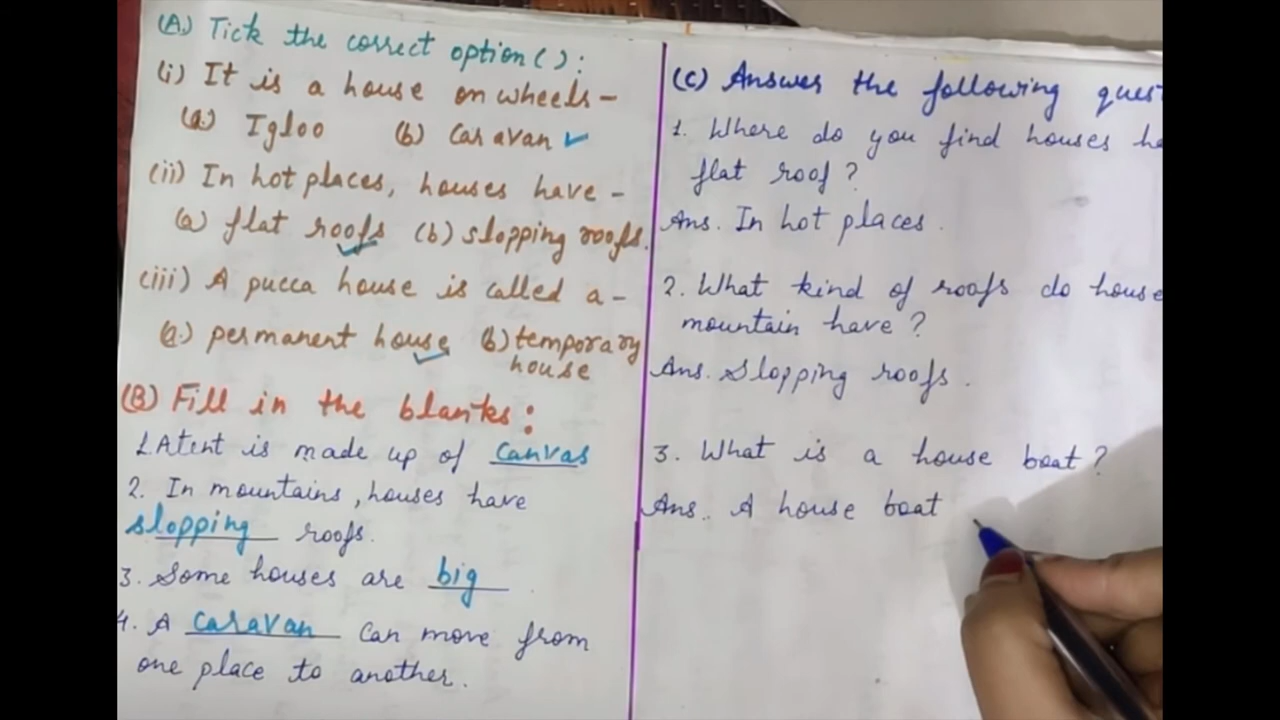 (A) Tick the correct option ( ) :
(i) It is a house on wheels -
(a) Igloo (b) Caravan ✓
(ii) In hot places, houses have -
(a) flat roofs ✓ (b) slopping roofs.
(iii) A pucca house is called a -
(a) permanent house ✓ (b) temporary
house
(B) Fill in the blanks :
1. A tent is made up of canvas
2. In mountains, houses have
slopping roofs.
3. Some houses are big
4. A caravan can move from
one place to another.
(C) Answer the following quest
1. Where do you find houses ha
flat roof ?
Ans. In hot places.
2. What kind of roofs do house
mountain have ?
Ans. Slopping roofs.
3. What is a house boat ?
Ans. A house boat